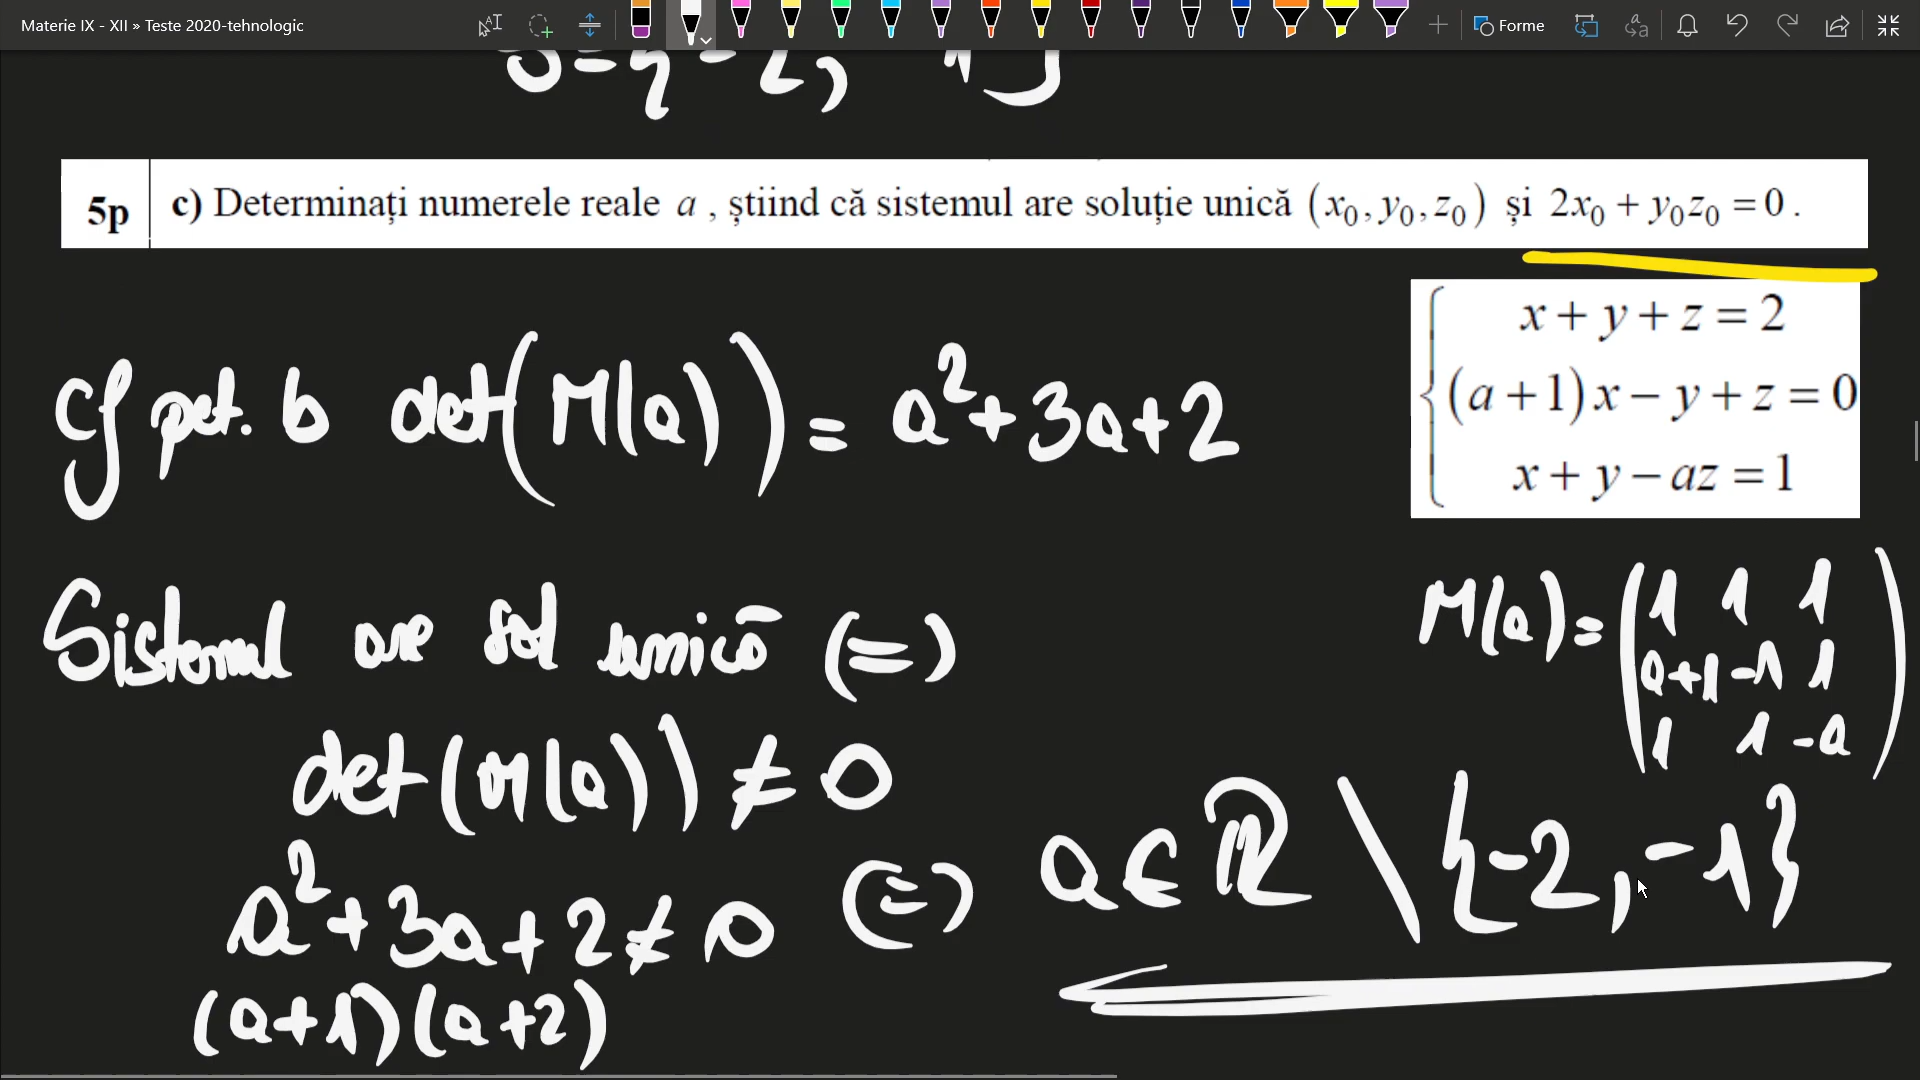 Materie IX - XII » Teste 2020-tehnologic
Forme
S={-2, -1}
5p c) Determinați numerele reale a , știind că sistemul are soluție unică (x₀, y₀, z₀) și 2x₀ + y₀z₀ = 0 .
x + y + z = 2
(a+1)x − y + z = 0
x + y − az = 1
Cf pct. b det(M(a)) = a²+3a+2
M(a)= (1 1 1
a+1 -1 1
1 1 -a)
Sistemul are sol unică (=)
det(M(a)) ≠ 0
a²+3a+2≠0 (=) a∈ℝ \ {-2, -1}
(a+1)(a+2)